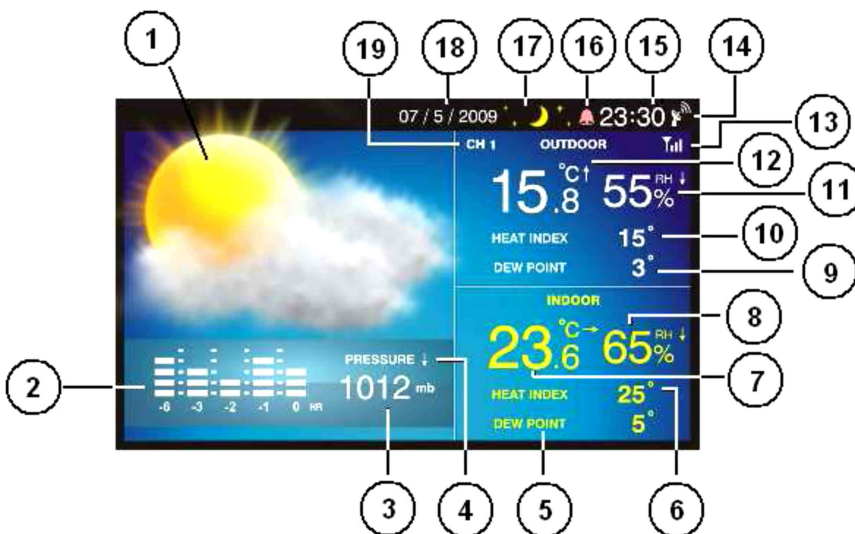 1
19
18
17
16
15
14
07 / 5 / 2009
23:30
13
CH 1
OUTDOOR
12
15.8 °C ↑
55% RH ↓
11
HEAT INDEX 15°
10
DEW POINT 3°
9
INDOOR
23.6 °C →
65% RH ↓
8
7
PRESSURE ↓
1012 mb
2
-6 -3 -2 -1 0 HR
HEAT INDEX 25°
DEW POINT 5°
3
4
5
6